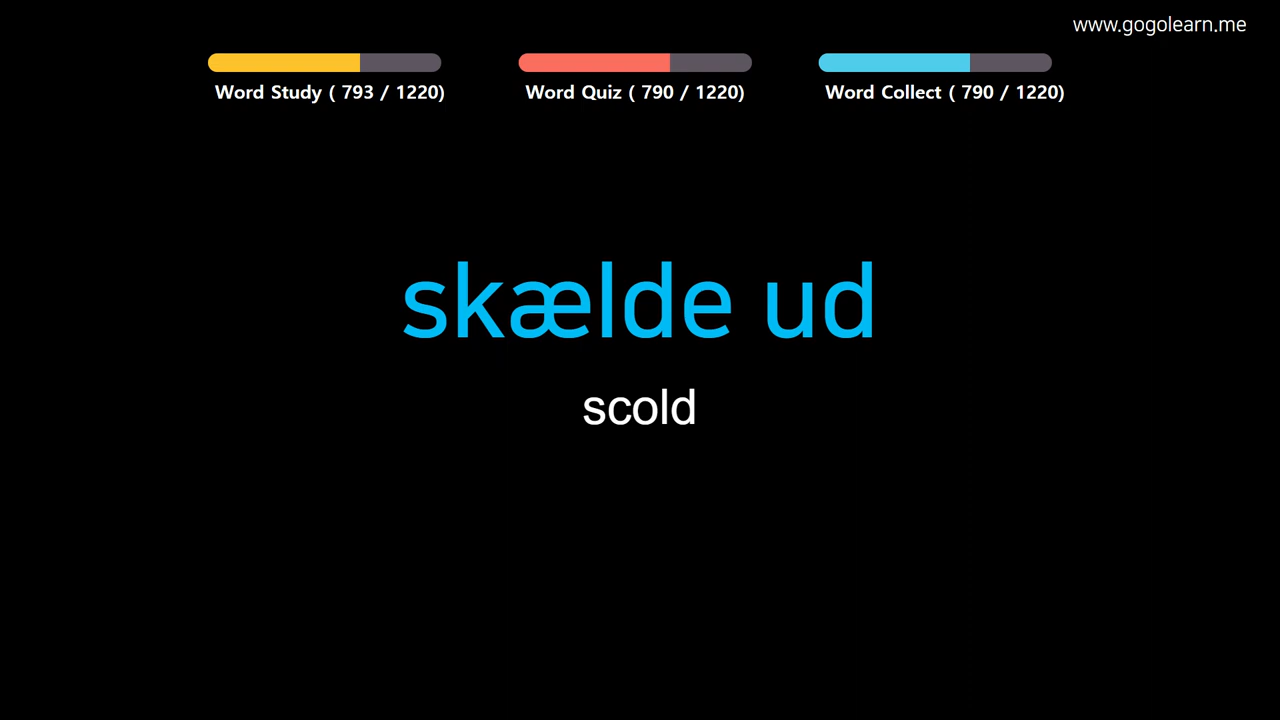 www.gogolearn.me
Word Study ( 793 / 1220)
Word Quiz ( 790 / 1220)
Word Collect ( 790 / 1220)
skælde ud
scold